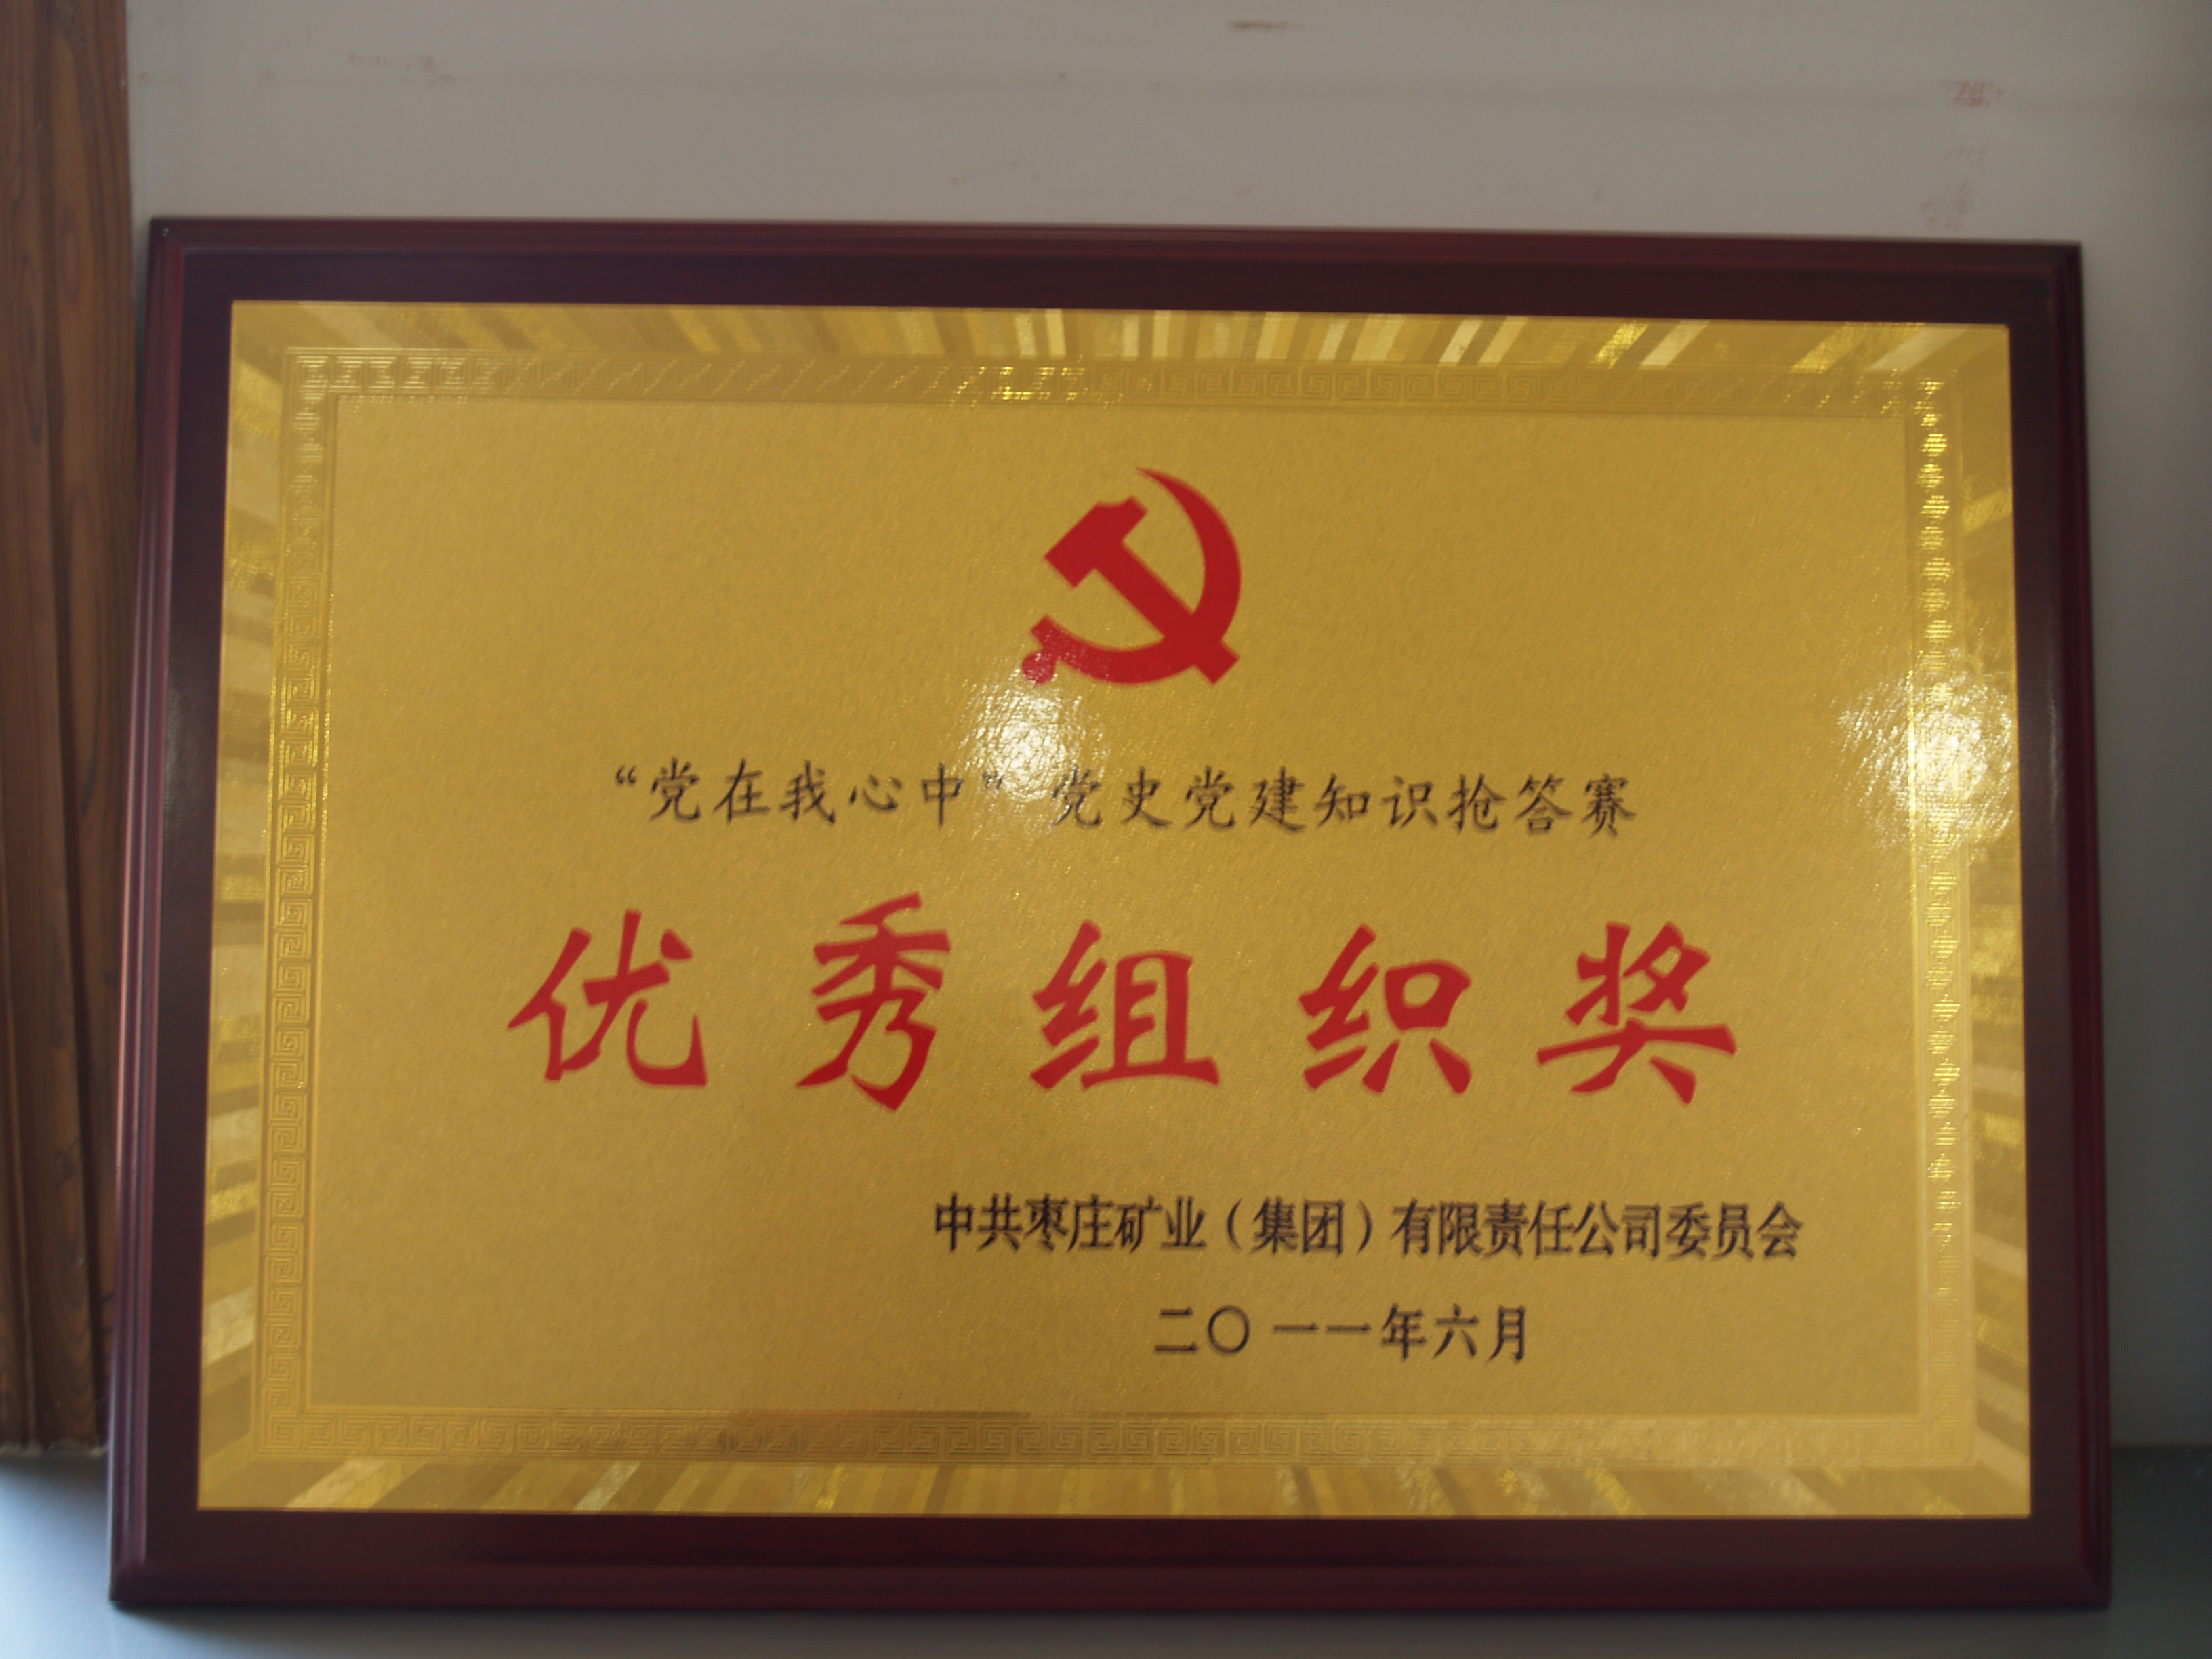 “党在我心中”党史党建知识抢答赛
优秀组织奖
中共枣庄矿业（集团）有限责任公司委员会
二〇一一年六月